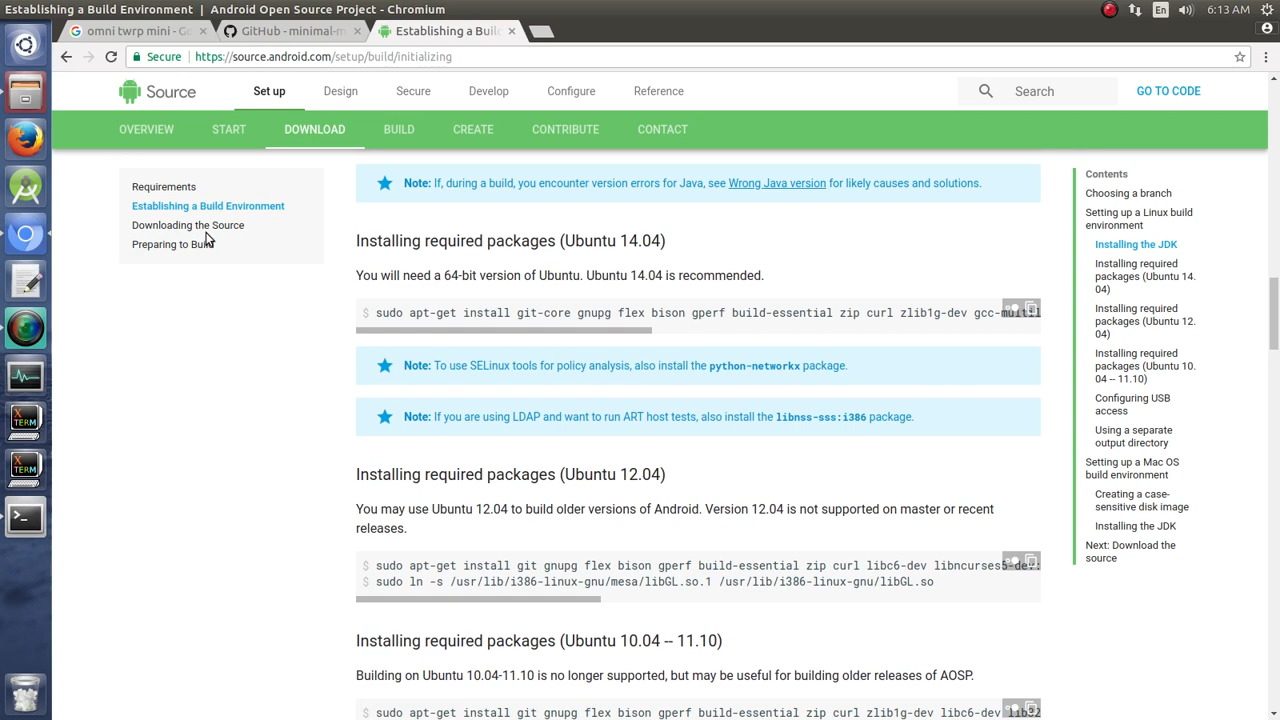 Establishing a Build Environment | Android Open Source Project - Chromium
En
6:13 AM
omni twrp mini - Go
GitHub - minimal-m
Establishing a Buil
Secure
https://source.android.com/setup/build/initializing
Source
Set up
Design
Secure
Develop
Configure
Reference
Search
GO TO CODE
OVERVIEW
START
DOWNLOAD
BUILD
CREATE
CONTRIBUTE
CONTACT
Requirements
Establishing a Build Environment
Downloading the Source
Preparing to Build
Note: If, during a build, you encounter version errors for Java, see Wrong Java version for likely causes and solutions.
Installing required packages (Ubuntu 14.04)
You will need a 64-bit version of Ubuntu. Ubuntu 14.04 is recommended.
$ sudo apt-get install git-core gnupg flex bison gperf build-essential zip curl zlib1g-dev gcc-multil
Note: To use SELinux tools for policy analysis, also install the python-networkx package.
Note: If you are using LDAP and want to run ART host tests, also install the libnss-sss:i386 package.
Installing required packages (Ubuntu 12.04)
You may use Ubuntu 12.04 to build older versions of Android. Version 12.04 is not supported on master or recent
releases.
$ sudo apt-get install git gnupg flex bison gperf build-essential zip curl libc6-dev libncurses5-dev:
$ sudo ln -s /usr/lib/i386-linux-gnu/mesa/libGL.so.1 /usr/lib/i386-linux-gnu/libGL.so
Installing required packages (Ubuntu 10.04 -- 11.10)
Building on Ubuntu 10.04-11.10 is no longer supported, but may be useful for building older releases of AOSP.
$ sudo apt-get install git gnupg flex bison gperf build-essential zip curl zlib1g-dev libc6-dev lib32
Contents
Choosing a branch
Setting up a Linux build
environment
Installing the JDK
Installing required
packages (Ubuntu 14.
04)
Installing required
packages (Ubuntu 12.
04)
Installing required
packages (Ubuntu 10.
04 -- 11.10)
Configuring USB
access
Using a separate
output directory
Setting up a Mac OS
build environment
Creating a case-
sensitive disk image
Installing the JDK
Next: Download the
source
X
TERM
X
TERM